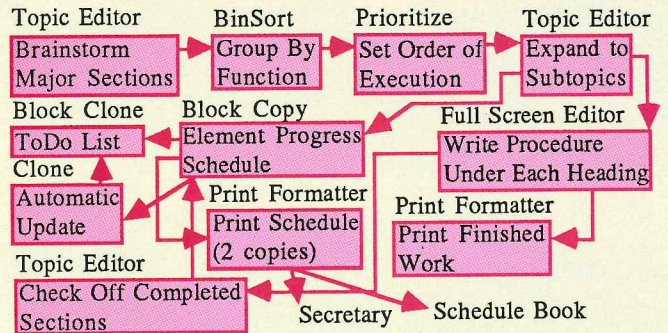 Topic Editor
Brainstorm
Major Sections
BinSort
Group By
Function
Prioritize
Set Order of
Execution
Topic Editor
Expand to
Subtopics
Block Clone
ToDo List
Block Copy
Element Progress
Schedule
Full Screen Editor
Write Procedure
Under Each Heading
Clone
Automatic
Update
Print Formatter
Print Schedule
(2 copies)
Print Formatter
Print Finished
Work
Topic Editor
Check Off Completed
Sections
Secretary
Schedule Book